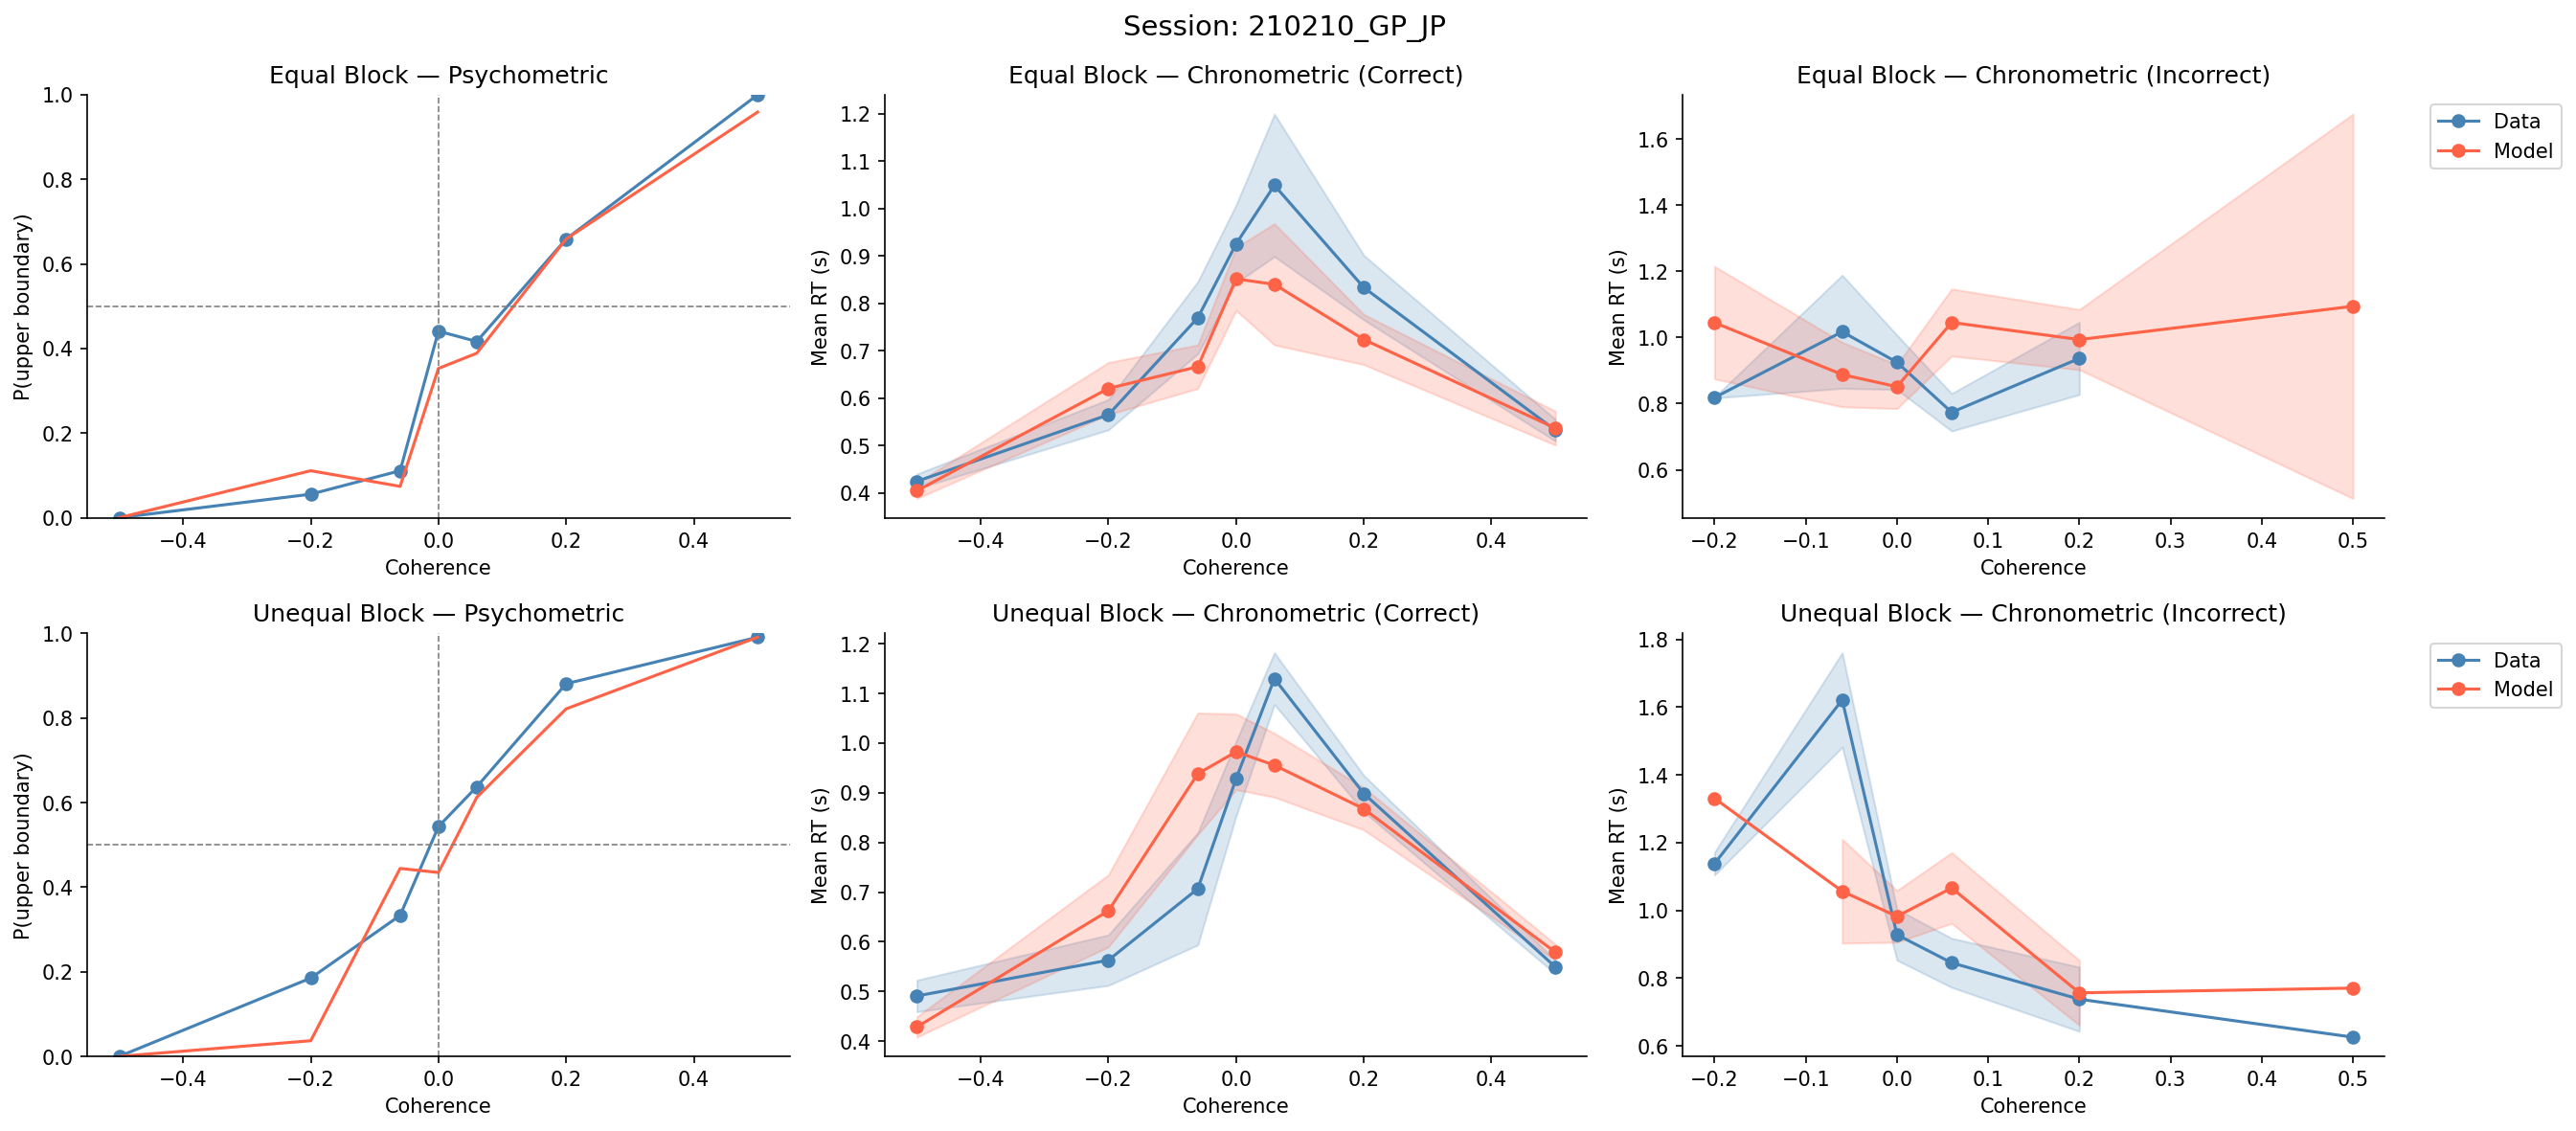 Session: 210210_GP_JP
Equal Block — Psychometric
P(upper boundary)
1.0
0.8
0.6
0.4
0.2
0.0
−0.4 −0.2 0.0 0.2 0.4
Coherence
Equal Block — Chronometric (Correct)
Mean RT (s)
1.2
1.1
1.0
0.9
0.8
0.7
0.6
0.5
0.4
−0.4 −0.2 0.0 0.2 0.4
Coherence
Equal Block — Chronometric (Incorrect)
Mean RT (s)
1.6
1.4
1.2
1.0
0.8
0.6
−0.2 −0.1 0.0 0.1 0.2 0.3 0.4 0.5
Coherence
Data
Model
Unequal Block — Psychometric
P(upper boundary)
1.0
0.8
0.6
0.4
0.2
0.0
−0.4 −0.2 0.0 0.2 0.4
Coherence
Unequal Block — Chronometric (Correct)
Mean RT (s)
1.2
1.1
1.0
0.9
0.8
0.7
0.6
0.5
0.4
−0.4 −0.2 0.0 0.2 0.4
Coherence
Unequal Block — Chronometric (Incorrect)
Mean RT (s)
1.8
1.6
1.4
1.2
1.0
0.8
0.6
−0.2 −0.1 0.0 0.1 0.2 0.3 0.4 0.5
Coherence
Data
Model